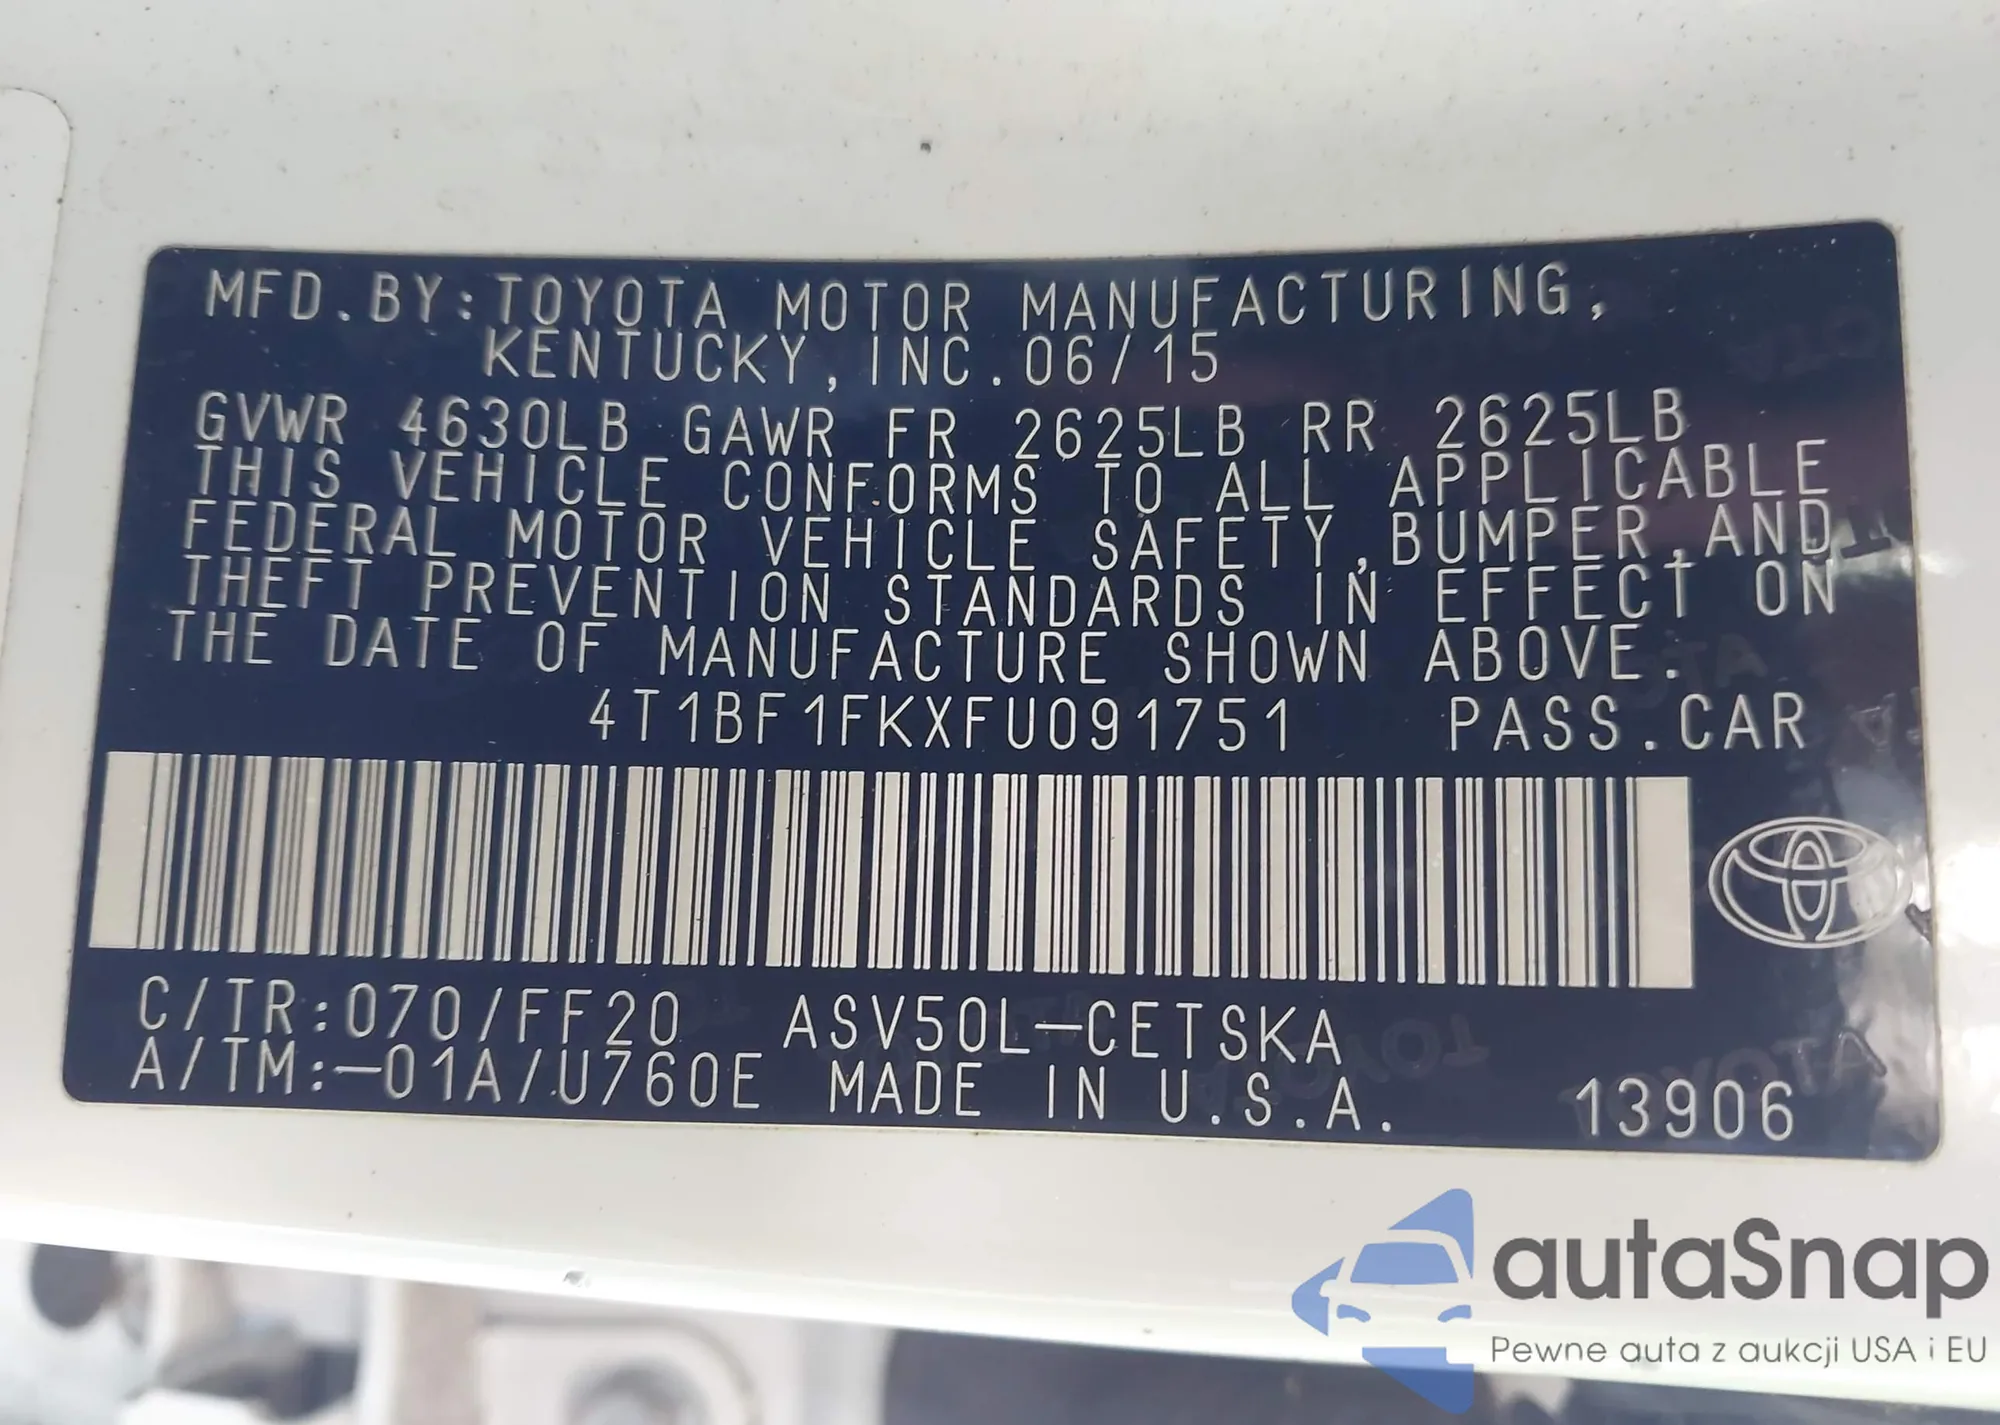 MFD.BY:TOYOTA MOTOR MANUFACTURING,
KENTUCKY,INC.06/15
GVWR 4630LB GAWR FR 2625LB RR 2625LB
THIS VEHICLE CONFORMS TO ALL APPLICABLE
FEDERAL MOTOR VEHICLE SAFETY,BUMPER,AND
THEFT PREVENTION STANDARDS IN EFFECT ON
THE DATE OF MANUFACTURE SHOWN ABOVE.
4T1BF1FKXFU091751 PASS.CAR
C/TR:070/FF20 ASV50L-CETSKA
A/TM:-01A/U760E MADE IN U.S.A. 13906
autaSnap
Pewne auta z aukcji USA i EU